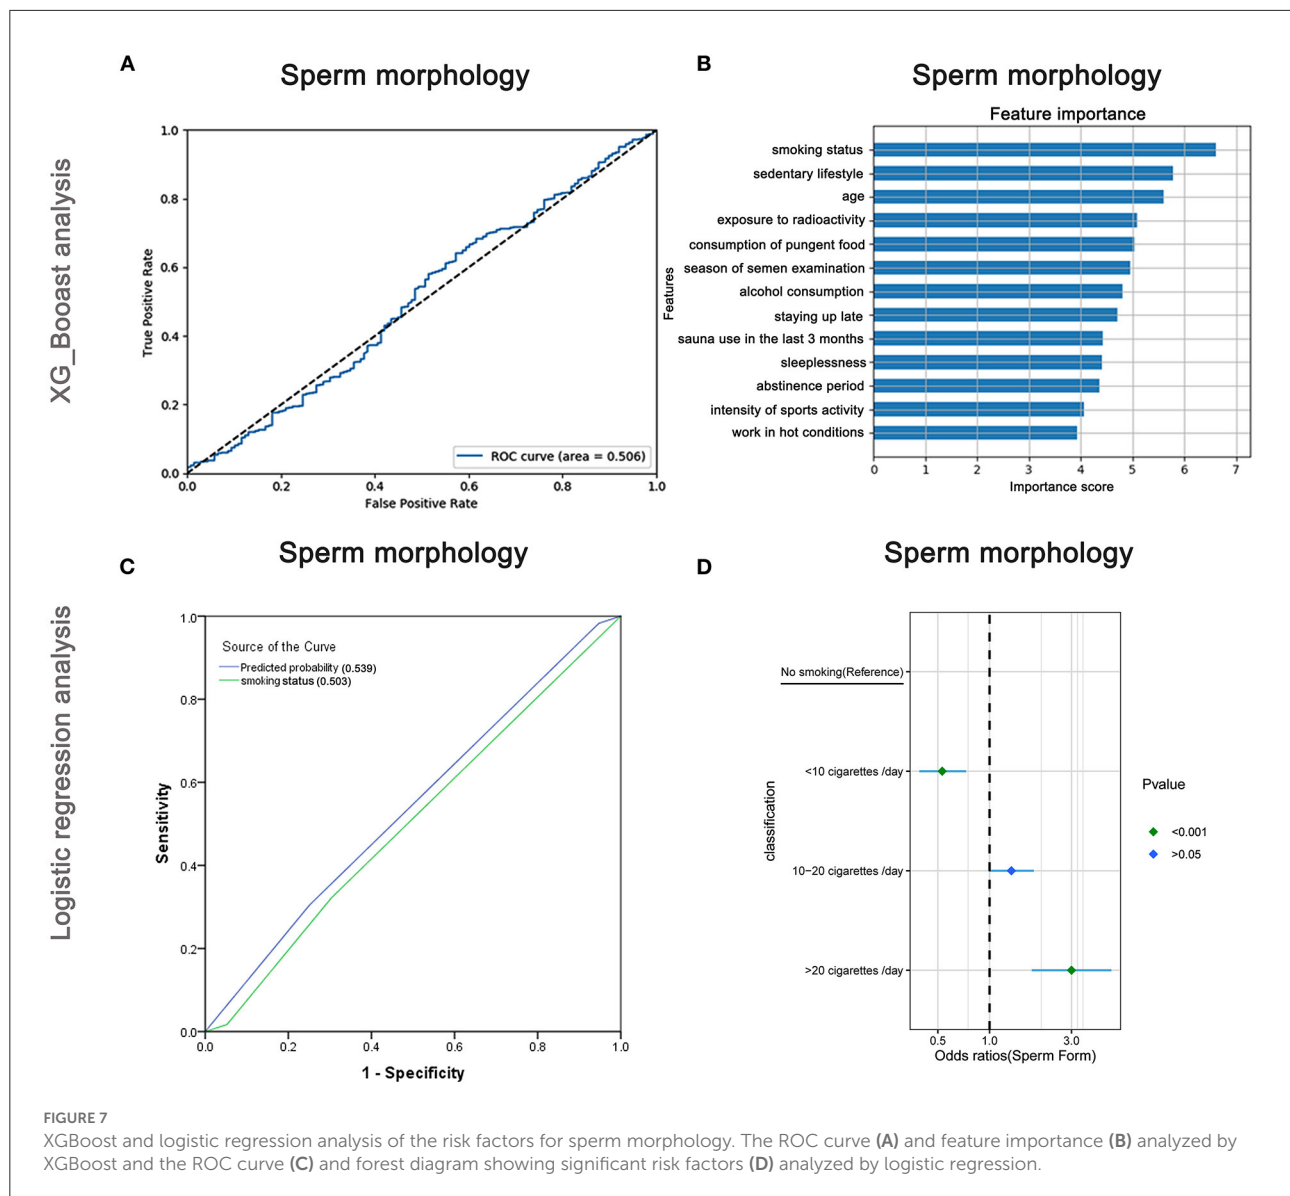 A
Sperm morphology
XG_Booast analysis
1.0
0.8
0.6
0.4
0.2
0.0
True Positive Rate
ROC curve (area = 0.506)
0.0 0.2 0.4 0.6 0.8 1.0
False Positive Rate
B
Sperm morphology
Feature importance
Features
smoking status
sedentary lifestyle
age
exposure to radioactivity
consumption of pungent food
season of semen examination
alcohol consumption
staying up late
sauna use in the last 3 months
sleeplessness
abstinence period
intensity of sports activity
work in hot conditions
0 1 2 3 4 5 6 7
Importance score
C
Sperm morphology
Logistic regression analysis
1.0
0.8
0.6
0.4
0.2
0.0
Sensitivity
Source of the Curve
Predicted probability (0.539)
smoking status (0.503)
0.0 0.2 0.4 0.6 0.8 1.0
1 - Specificity
D
Sperm morphology
classification
No smoking(Reference)
<10 cigarettes /day
10−20 cigarettes /day
>20 cigarettes /day
0.5 1.0 3.0
Odds ratios(Sperm Form)
Pvalue
<0.001
>0.05
FIGURE 7
XGBoost and logistic regression analysis of the risk factors for sperm morphology. The ROC curve (A) and feature importance (B) analyzed by
XGBoost and the ROC curve (C) and forest diagram showing significant risk factors (D) analyzed by logistic regression.